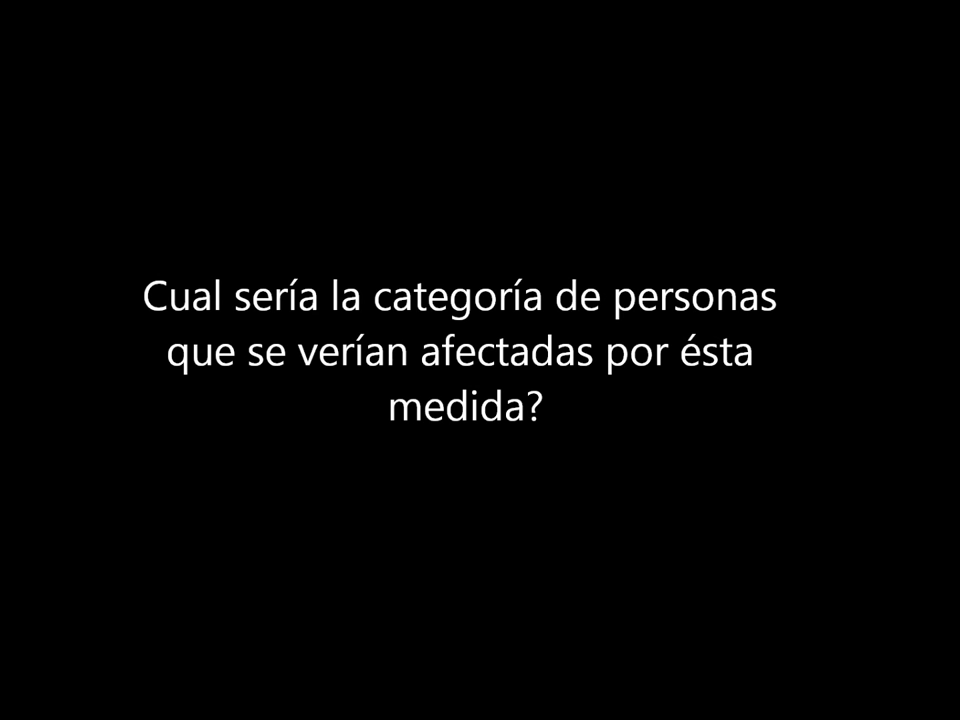 Cual sería la categoría de personas
que se verían afectadas por ésta
medida?